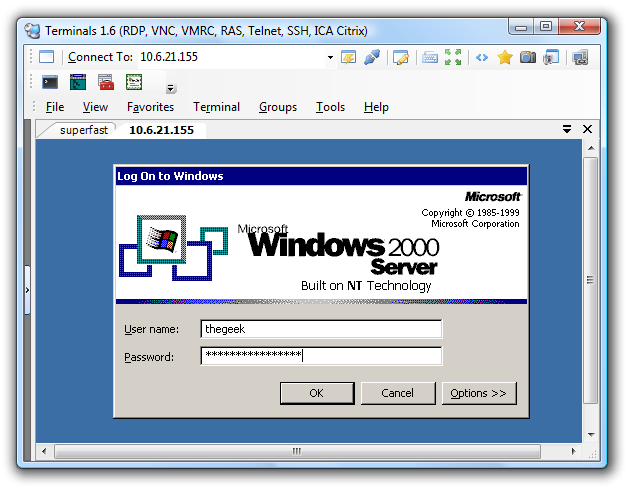 Terminals 1.6 (RDP, VNC, VMRC, RAS, Telnet, SSH, ICA Citrix)
Connect To: 10.6.21.155
File View Favorites Terminal Groups Tools Help
superfast 10.6.21.155
Log On to Windows
Microsoft
Copyright © 1985-1999
Microsoft Corporation
Microsoft
Windows 2000
Server
Built on NT Technology
User name: thegeek
Password: ****************
OK Cancel Options >>